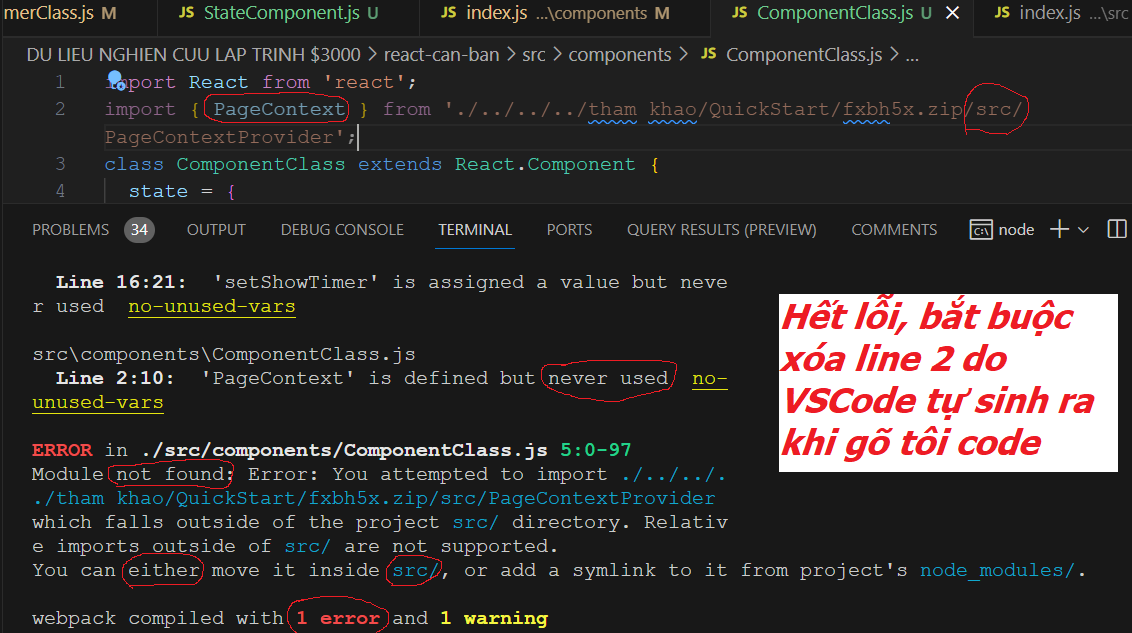 merClass.js M JS StateComponent.js U JS index.js ...\components M JS ComponentClass.js U JS index.js ...\src
DU LIEU NGHIEN CUU LAP TRINH $3000 > react-can-ban > src > components > JS ComponentClass.js > ...
1 import React from 'react';
2 import { PageContext } from './../../../tham khao/QuickStart/fxbh5x.zip/src/
PageContextProvider';
3 class ComponentClass extends React.Component {
4 state = {
PROBLEMS 34 OUTPUT DEBUG CONSOLE TERMINAL PORTS QUERY RESULTS (PREVIEW) COMMENTS node
Line 16:21: 'setShowTimer' is assigned a value but neve
r used no-unused-vars
src\components\ComponentClass.js
Line 2:10: 'PageContext' is defined but never used no-
unused-vars
ERROR in ./src/components/ComponentClass.js 5:0-97
Module not found: Error: You attempted to import ./../../.
./tham khao/QuickStart/fxbh5x.zip/src/PageContextProvider
which falls outside of the project src/ directory. Relativ
e imports outside of src/ are not supported.
You can either move it inside src/, or add a symlink to it from project's node_modules/.
webpack compiled with 1 error and 1 warning
Hết lỗi, bắt buộc
xóa line 2 do
VSCode tự sinh ra
khi gõ tôi code